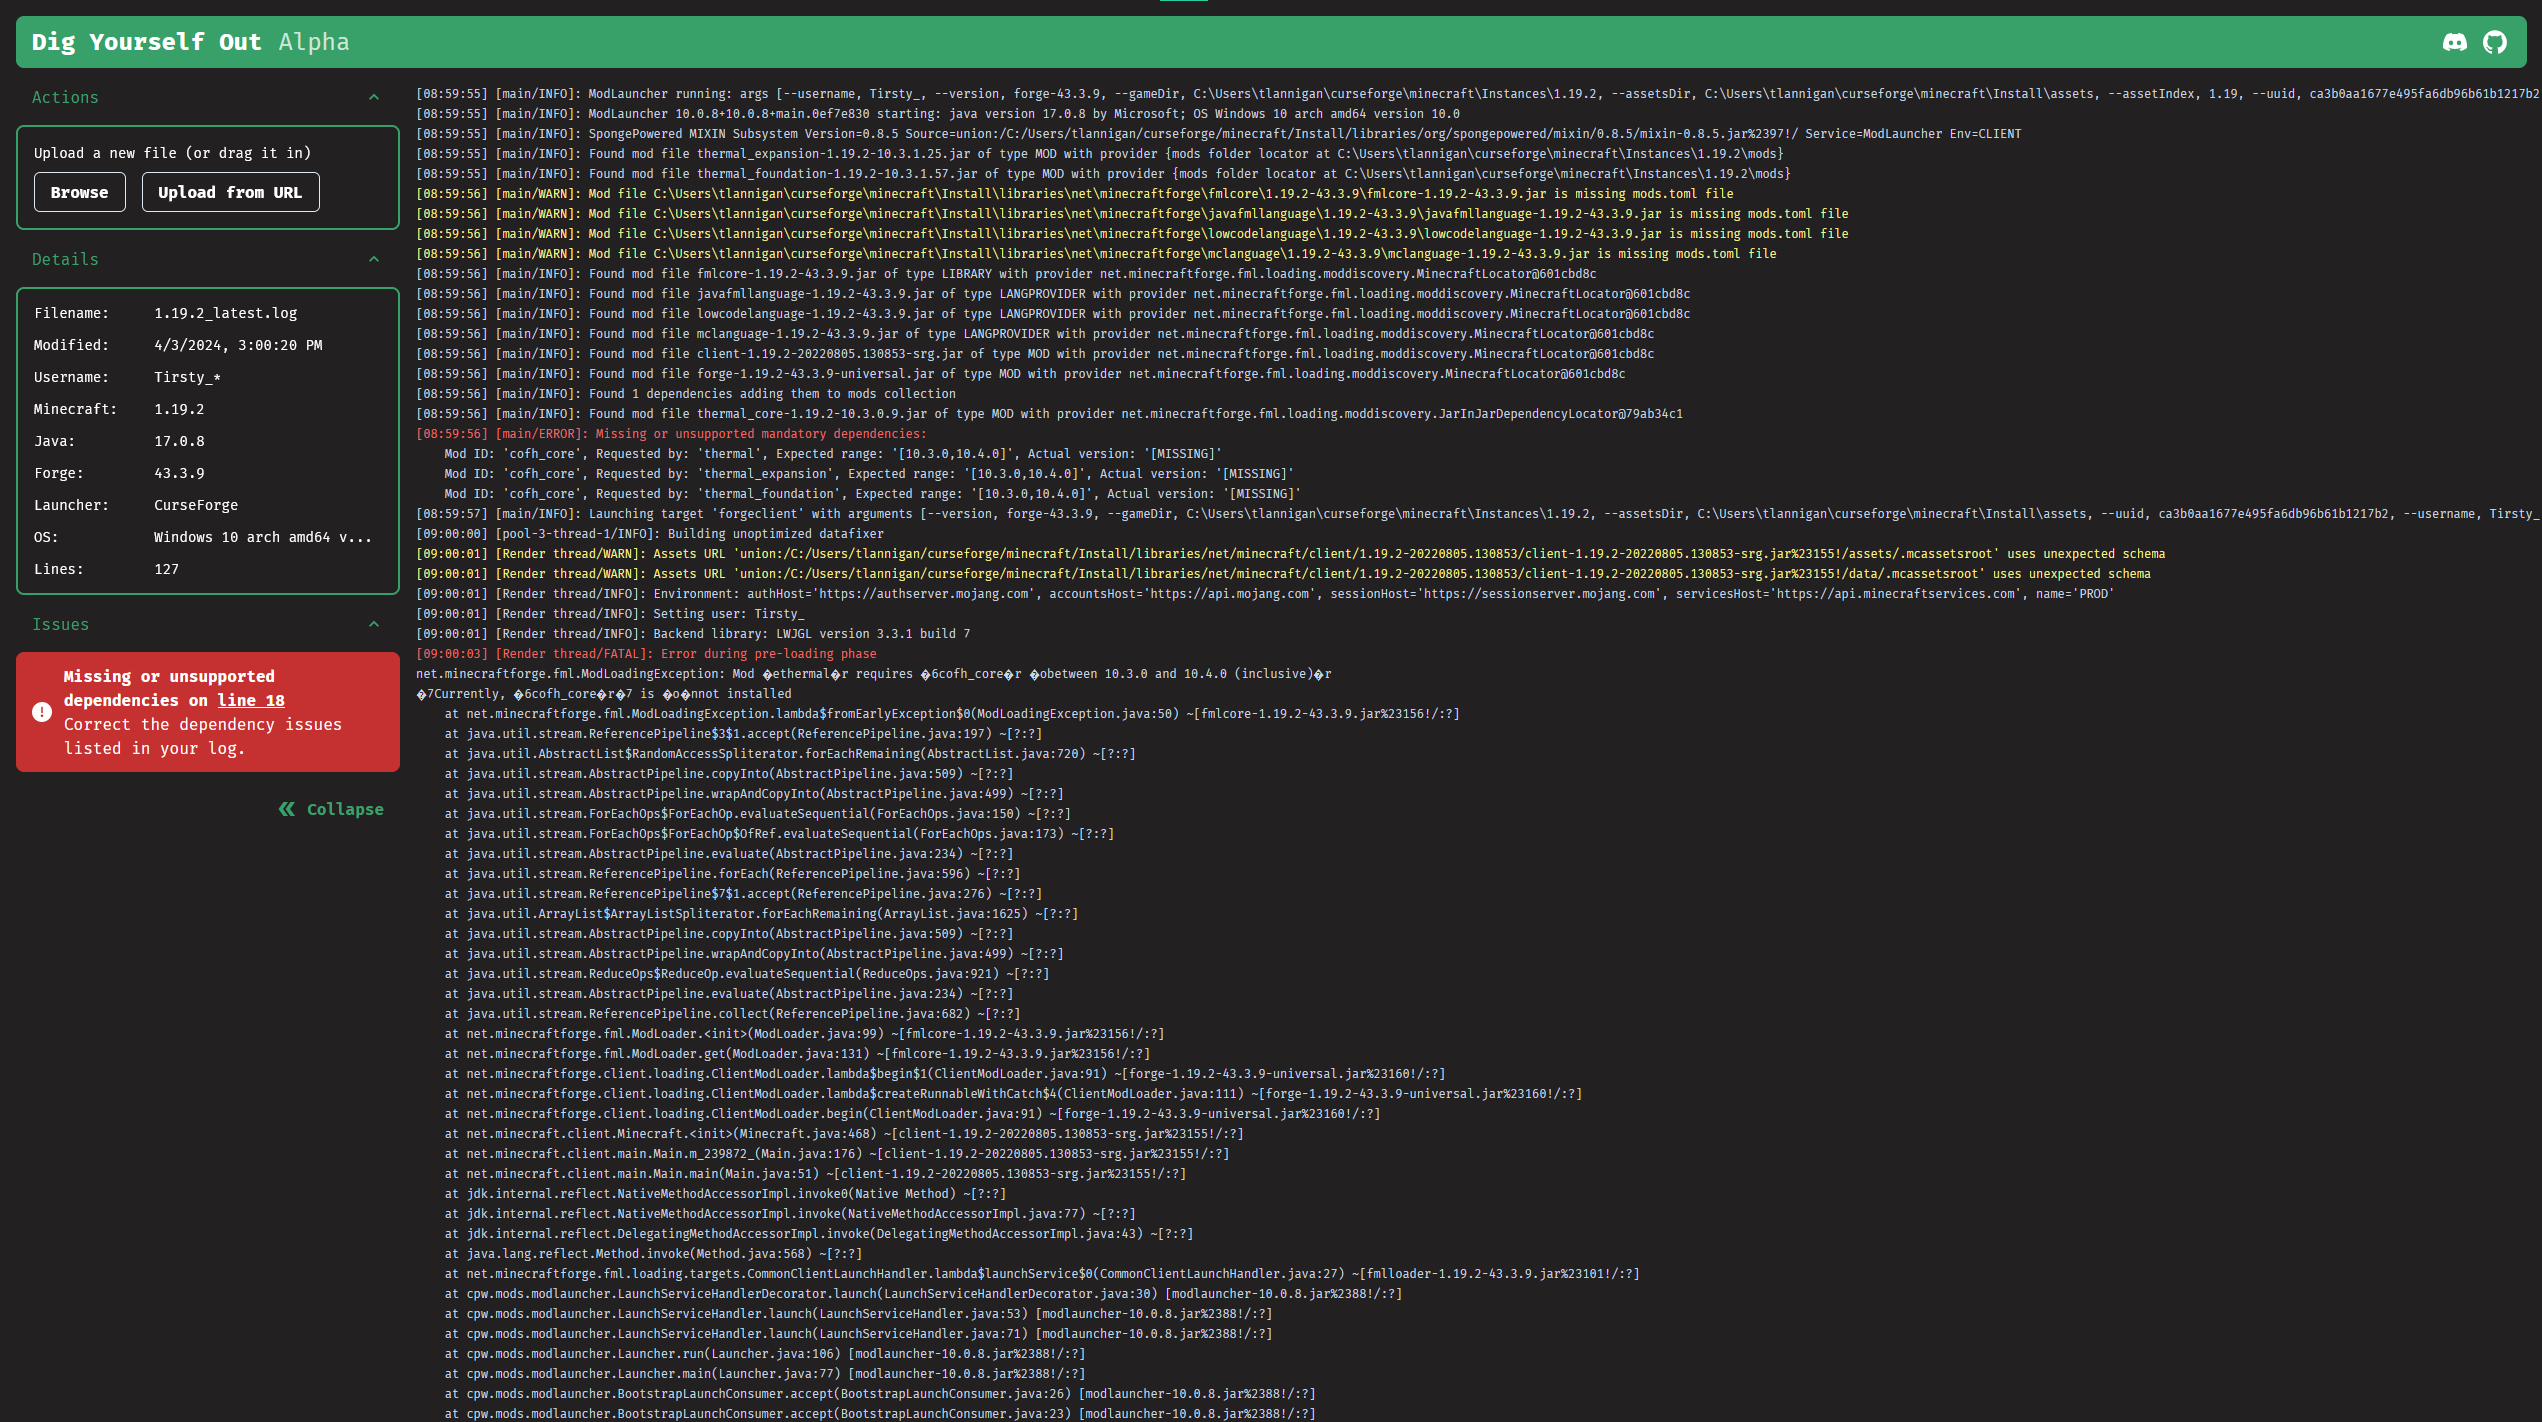 Dig Yourself Out Alpha
Actions
Upload a new file (or drag it in)
Browse
Upload from URL
Details
Filename: 1.19.2_latest.log
Modified: 4/3/2024, 3:00:20 PM
Username: Tirsty_*
Minecraft: 1.19.2
Java: 17.0.8
Forge: 43.3.9
Launcher: CurseForge
OS: Windows 10 arch amd64 v...
Lines: 127
Issues
Missing or unsupported
dependencies on line 18
Correct the dependency issues
listed in your log.
Collapse
[08:59:55] [main/INFO]: ModLauncher running: args [--username, Tirsty_, --version, forge-43.3.9, --gameDir, C:\Users\tlannigan\curseforge\minecraft\Instances\1.19.2, --assetsDir, C:\Users\tlannigan\curseforge\minecraft\Install\assets, --assetIndex, 1.19, --uuid, ca3b0aa1677e495fa6db96b61b1217b2
[08:59:55] [main/INFO]: ModLauncher 10.0.8+10.0.8+main.0ef7e830 starting: java version 17.0.8 by Microsoft; OS Windows 10 arch amd64 version 10.0
[08:59:55] [main/INFO]: SpongePowered MIXIN Subsystem Version=0.8.5 Source=union:/C:/Users/tlannigan/curseforge/minecraft/Install/libraries/org/spongepowered/mixin/0.8.5/mixin-0.8.5.jar%2397!/ Service=ModLauncher Env=CLIENT
[08:59:55] [main/INFO]: Found mod file thermal_expansion-1.19.2-10.3.1.25.jar of type MOD with provider {mods folder locator at C:\Users\tlannigan\curseforge\minecraft\Instances\1.19.2\mods}
[08:59:55] [main/INFO]: Found mod file thermal_foundation-1.19.2-10.3.1.57.jar of type MOD with provider {mods folder locator at C:\Users\tlannigan\curseforge\minecraft\Instances\1.19.2\mods}
[08:59:56] [main/WARN]: Mod file C:\Users\tlannigan\curseforge\minecraft\Install\libraries\net\minecraftforge\fmlcore\1.19.2-43.3.9\fmlcore-1.19.2-43.3.9.jar is missing mods.toml file
[08:59:56] [main/WARN]: Mod file C:\Users\tlannigan\curseforge\minecraft\Install\libraries\net\minecraftforge\javafmllanguage\1.19.2-43.3.9\javafmllanguage-1.19.2-43.3.9.jar is missing mods.toml file
[08:59:56] [main/WARN]: Mod file C:\Users\tlannigan\curseforge\minecraft\Install\libraries\net\minecraftforge\lowcodelanguage\1.19.2-43.3.9\lowcodelanguage-1.19.2-43.3.9.jar is missing mods.toml file
[08:59:56] [main/WARN]: Mod file C:\Users\tlannigan\curseforge\minecraft\Install\libraries\net\minecraftforge\mclanguage\1.19.2-43.3.9\mclanguage-1.19.2-43.3.9.jar is missing mods.toml file
[08:59:56] [main/INFO]: Found mod file fmlcore-1.19.2-43.3.9.jar of type LIBRARY with provider net.minecraftforge.fml.loading.moddiscovery.MinecraftLocator@601cbd8c
[08:59:56] [main/INFO]: Found mod file javafmllanguage-1.19.2-43.3.9.jar of type LANGPROVIDER with provider net.minecraftforge.fml.loading.moddiscovery.MinecraftLocator@601cbd8c
[08:59:56] [main/INFO]: Found mod file lowcodelanguage-1.19.2-43.3.9.jar of type LANGPROVIDER with provider net.minecraftforge.fml.loading.moddiscovery.MinecraftLocator@601cbd8c
[08:59:56] [main/INFO]: Found mod file mclanguage-1.19.2-43.3.9.jar of type LANGPROVIDER with provider net.minecraftforge.fml.loading.moddiscovery.MinecraftLocator@601cbd8c
[08:59:56] [main/INFO]: Found mod file client-1.19.2-20220805.130853-srg.jar of type MOD with provider net.minecraftforge.fml.loading.moddiscovery.MinecraftLocator@601cbd8c
[08:59:56] [main/INFO]: Found mod file forge-1.19.2-43.3.9-universal.jar of type MOD with provider net.minecraftforge.fml.loading.moddiscovery.MinecraftLocator@601cbd8c
[08:59:56] [main/INFO]: Found 1 dependencies adding them to mods collection
[08:59:56] [main/INFO]: Found mod file thermal_core-1.19.2-10.3.0.9.jar of type MOD with provider net.minecraftforge.fml.loading.moddiscovery.JarInJarDependencyLocator@79ab34c1
[08:59:56] [main/ERROR]: Missing or unsupported mandatory dependencies:
Mod ID: 'cofh_core', Requested by: 'thermal', Expected range: '[10.3.0,10.4.0]', Actual version: '[MISSING]'
Mod ID: 'cofh_core', Requested by: 'thermal_expansion', Expected range: '[10.3.0,10.4.0]', Actual version: '[MISSING]'
Mod ID: 'cofh_core', Requested by: 'thermal_foundation', Expected range: '[10.3.0,10.4.0]', Actual version: '[MISSING]'
[08:59:57] [main/INFO]: Launching target 'forgeclient' with arguments [--version, forge-43.3.9, --gameDir, C:\Users\tlannigan\curseforge\minecraft\Instances\1.19.2, --assetsDir, C:\Users\tlannigan\curseforge\minecraft\Install\assets, --uuid, ca3b0aa1677e495fa6db96b61b1217b2, --username, Tirsty_
[09:00:00] [pool-3-thread-1/INFO]: Building unoptimized datafixer
[09:00:01] [Render thread/WARN]: Assets URL 'union:/C:/Users/tlannigan/curseforge/minecraft/Install/libraries/net/minecraft/client/1.19.2-20220805.130853/client-1.19.2-20220805.130853-srg.jar%23155!/assets/.mcassetsroot' uses unexpected schema
[09:00:01] [Render thread/WARN]: Assets URL 'union:/C:/Users/tlannigan/curseforge/minecraft/Install/libraries/net/minecraft/client/1.19.2-20220805.130853/client-1.19.2-20220805.130853-srg.jar%23155!/data/.mcassetsroot' uses unexpected schema
[09:00:01] [Render thread/INFO]: Environment: authHost='https://authserver.mojang.com', accountsHost='https://api.mojang.com', sessionHost='https://sessionserver.mojang.com', servicesHost='https://api.minecraftservices.com', name='PROD'
[09:00:01] [Render thread/INFO]: Setting user: Tirsty_
[09:00:01] [Render thread/INFO]: Backend library: LWJGL version 3.3.1 build 7
[09:00:03] [Render thread/FATAL]: Error during pre-loading phase
net.minecraftforge.fml.ModLoadingException: Mod �ethermal�r requires �6cofh_core�r �obetween 10.3.0 and 10.4.0 (inclusive)�r
�7Currently, �6cofh_core�r�7 is �o�nnot installed
at net.minecraftforge.fml.ModLoadingException.lambda$fromEarlyException$0(ModLoadingException.java:50) ~[fmlcore-1.19.2-43.3.9.jar%23156!/:?]
at java.util.stream.ReferencePipeline$3$1.accept(ReferencePipeline.java:197) ~[?:?]
at java.util.AbstractList$RandomAccessSpliterator.forEachRemaining(AbstractList.java:720) ~[?:?]
at java.util.stream.AbstractPipeline.copyInto(AbstractPipeline.java:509) ~[?:?]
at java.util.stream.AbstractPipeline.wrapAndCopyInto(AbstractPipeline.java:499) ~[?:?]
at java.util.stream.ForEachOps$ForEachOp.evaluateSequential(ForEachOps.java:150) ~[?:?]
at java.util.stream.ForEachOps$ForEachOp$OfRef.evaluateSequential(ForEachOps.java:173) ~[?:?]
at java.util.stream.AbstractPipeline.evaluate(AbstractPipeline.java:234) ~[?:?]
at java.util.stream.ReferencePipeline.forEach(ReferencePipeline.java:596) ~[?:?]
at java.util.stream.ReferencePipeline$7$1.accept(ReferencePipeline.java:276) ~[?:?]
at java.util.ArrayList$ArrayListSpliterator.forEachRemaining(ArrayList.java:1625) ~[?:?]
at java.util.stream.AbstractPipeline.copyInto(AbstractPipeline.java:509) ~[?:?]
at java.util.stream.AbstractPipeline.wrapAndCopyInto(AbstractPipeline.java:499) ~[?:?]
at java.util.stream.ReduceOps$ReduceOp.evaluateSequential(ReduceOps.java:921) ~[?:?]
at java.util.stream.AbstractPipeline.evaluate(AbstractPipeline.java:234) ~[?:?]
at java.util.stream.ReferencePipeline.collect(ReferencePipeline.java:682) ~[?:?]
at net.minecraftforge.fml.ModLoader.<init>(ModLoader.java:99) ~[fmlcore-1.19.2-43.3.9.jar%23156!/:?]
at net.minecraftforge.fml.ModLoader.get(ModLoader.java:131) ~[fmlcore-1.19.2-43.3.9.jar%23156!/:?]
at net.minecraftforge.client.loading.ClientModLoader.lambda$begin$1(ClientModLoader.java:91) ~[forge-1.19.2-43.3.9-universal.jar%23160!/:?]
at net.minecraftforge.client.loading.ClientModLoader.lambda$createRunnableWithCatch$4(ClientModLoader.java:111) ~[forge-1.19.2-43.3.9-universal.jar%23160!/:?]
at net.minecraftforge.client.loading.ClientModLoader.begin(ClientModLoader.java:91) ~[forge-1.19.2-43.3.9-universal.jar%23160!/:?]
at net.minecraft.client.Minecraft.<init>(Minecraft.java:468) ~[client-1.19.2-20220805.130853-srg.jar%23155!/:?]
at net.minecraft.client.main.Main.m_239872_(Main.java:176) ~[client-1.19.2-20220805.130853-srg.jar%23155!/:?]
at net.minecraft.client.main.Main.main(Main.java:51) ~[client-1.19.2-20220805.130853-srg.jar%23155!/:?]
at jdk.internal.reflect.NativeMethodAccessorImpl.invoke0(Native Method) ~[?:?]
at jdk.internal.reflect.NativeMethodAccessorImpl.invoke(NativeMethodAccessorImpl.java:77) ~[?:?]
at jdk.internal.reflect.DelegatingMethodAccessorImpl.invoke(DelegatingMethodAccessorImpl.java:43) ~[?:?]
at java.lang.reflect.Method.invoke(Method.java:568) ~[?:?]
at net.minecraftforge.fml.loading.targets.CommonClientLaunchHandler.lambda$launchService$0(CommonClientLaunchHandler.java:27) ~[fmlloader-1.19.2-43.3.9.jar%23101!/:?]
at cpw.mods.modlauncher.LaunchServiceHandlerDecorator.launch(LaunchServiceHandlerDecorator.java:30) [modlauncher-10.0.8.jar%2388!/:?]
at cpw.mods.modlauncher.LaunchServiceHandler.launch(LaunchServiceHandler.java:53) [modlauncher-10.0.8.jar%2388!/:?]
at cpw.mods.modlauncher.LaunchServiceHandler.launch(LaunchServiceHandler.java:71) [modlauncher-10.0.8.jar%2388!/:?]
at cpw.mods.modlauncher.Launcher.run(Launcher.java:106) [modlauncher-10.0.8.jar%2388!/:?]
at cpw.mods.modlauncher.Launcher.main(Launcher.java:77) [modlauncher-10.0.8.jar%2388!/:?]
at cpw.mods.modlauncher.BootstrapLaunchConsumer.accept(BootstrapLaunchConsumer.java:26) [modlauncher-10.0.8.jar%2388!/:?]
at cpw.mods.modlauncher.BootstrapLaunchConsumer.accept(BootstrapLaunchConsumer.java:23) [modlauncher-10.0.8.jar%2388!/:?]